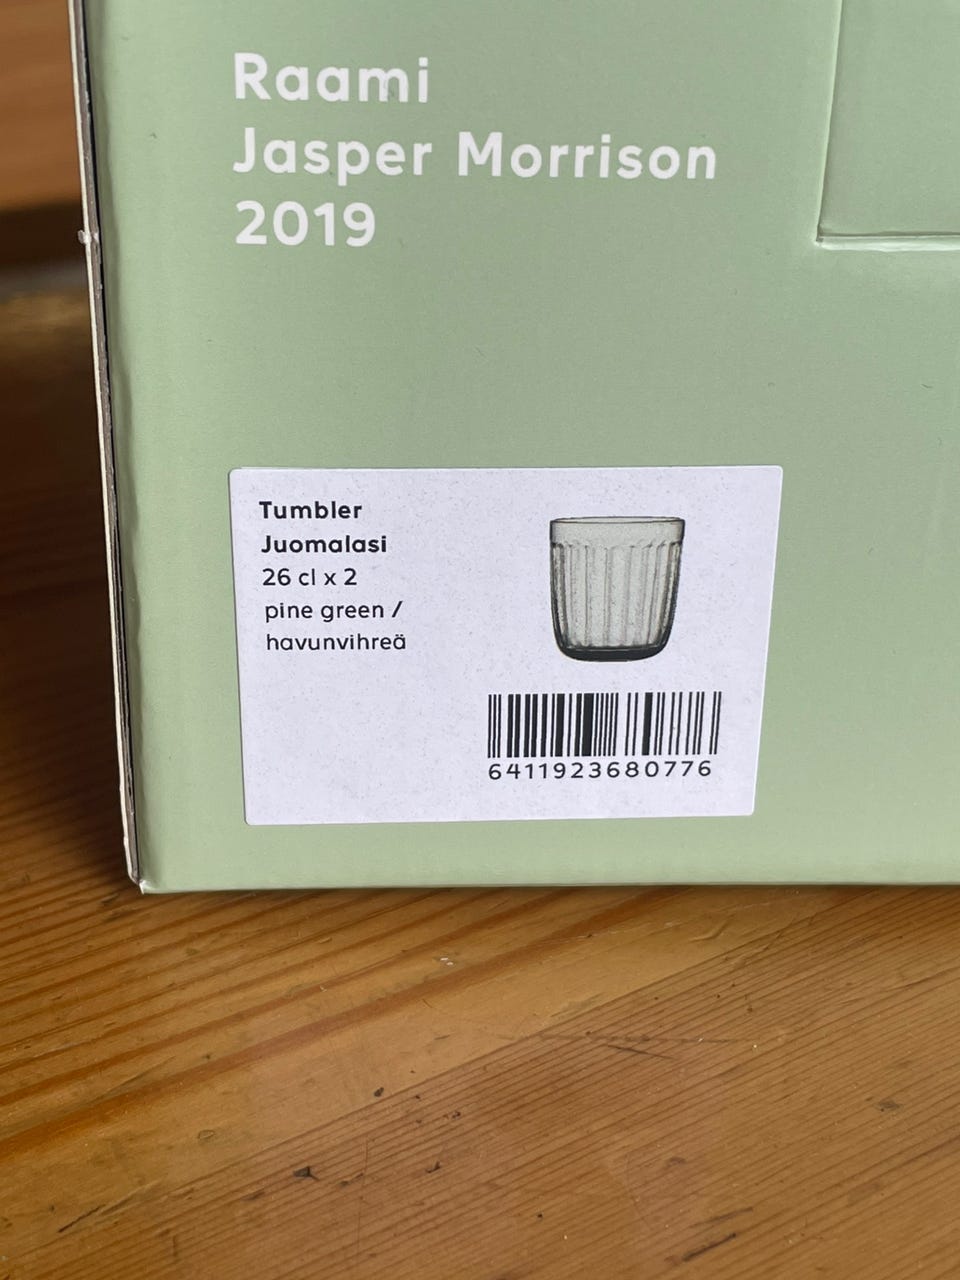 Raami
Jasper Morrison
2019
Tumbler
Juomalasi
26 cl x 2
pine green /
havunvihreä
6411923680776